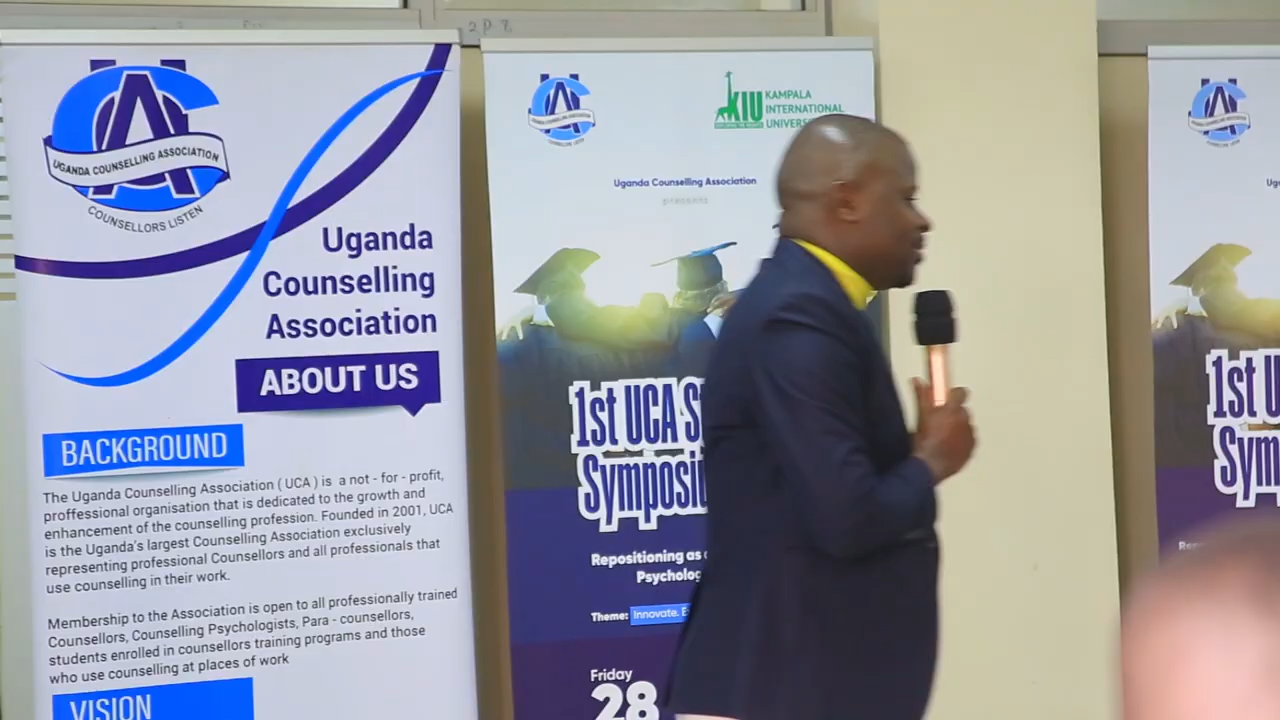 UGANDA COUNSELLING ASSOCIATION
COUNSELLORS LISTEN
Uganda
Counselling
Association
ABOUT US
BACKGROUND
The Uganda Counselling Association ( UCA ) is a not - for - profit,
proffessional organisation that is dedicated to the growth and
enhancement of the counselling profession. Founded in 2001, UCA
is the Uganda's largest Counselling Association exclusively
representing professional Counsellors and all professionals that
use counselling in their work.
Membership to the Association is open to all professionally trained
Counsellors, Counselling Psychologists, Para - counsellors,
students enrolled in counsellors training programs and those
who use counselling at places of work
VISION
KIU
KAMPALA
INTERNATIONAL
Uganda Counselling Association
presents
1st UCA
Symposiu
Repositioning as
Psycholog
Theme: Innovate.
Friday
28
1st
Sym